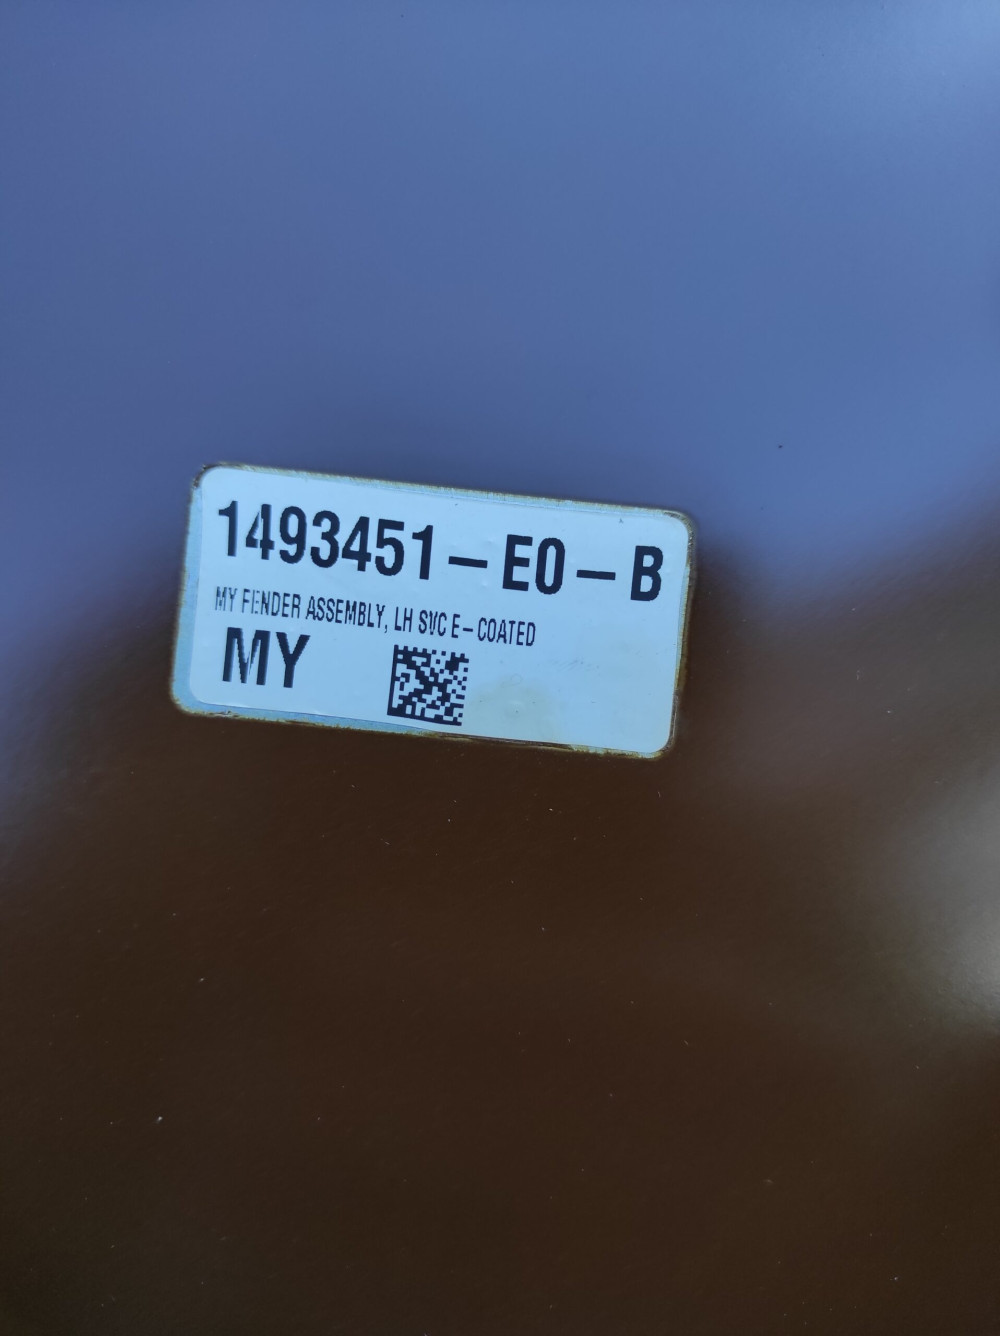 1493451-E0-B
MY FENDER ASSEMBLY, LH SVC E-COATED
MY